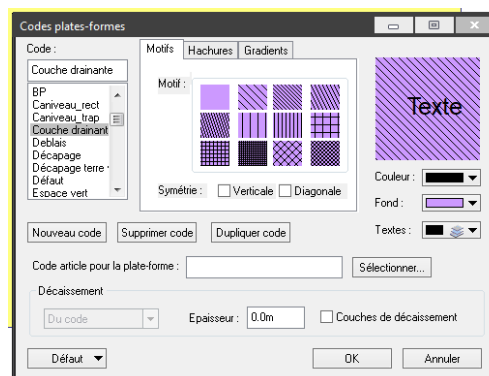 Codes plates-formes
Code :
Couche drainante
BP
Caniveau_rect
Caniveau_trap
Couche drainant
Deblais
Décapage
Décapage terre
Défaut
Espace vert
Motifs
Hachures
Gradients
Motif :
Symétrie :
Verticale
Diagonale
Texte
Couleur :
Fond :
Textes :
Nouveau code
Supprimer code
Dupliquer code
Code article pour la plate-forme :
Sélectionner...
Décaissement
Du code
Epaisseur :
0.0m
Couches de décaissement
Défaut
OK
Annuler